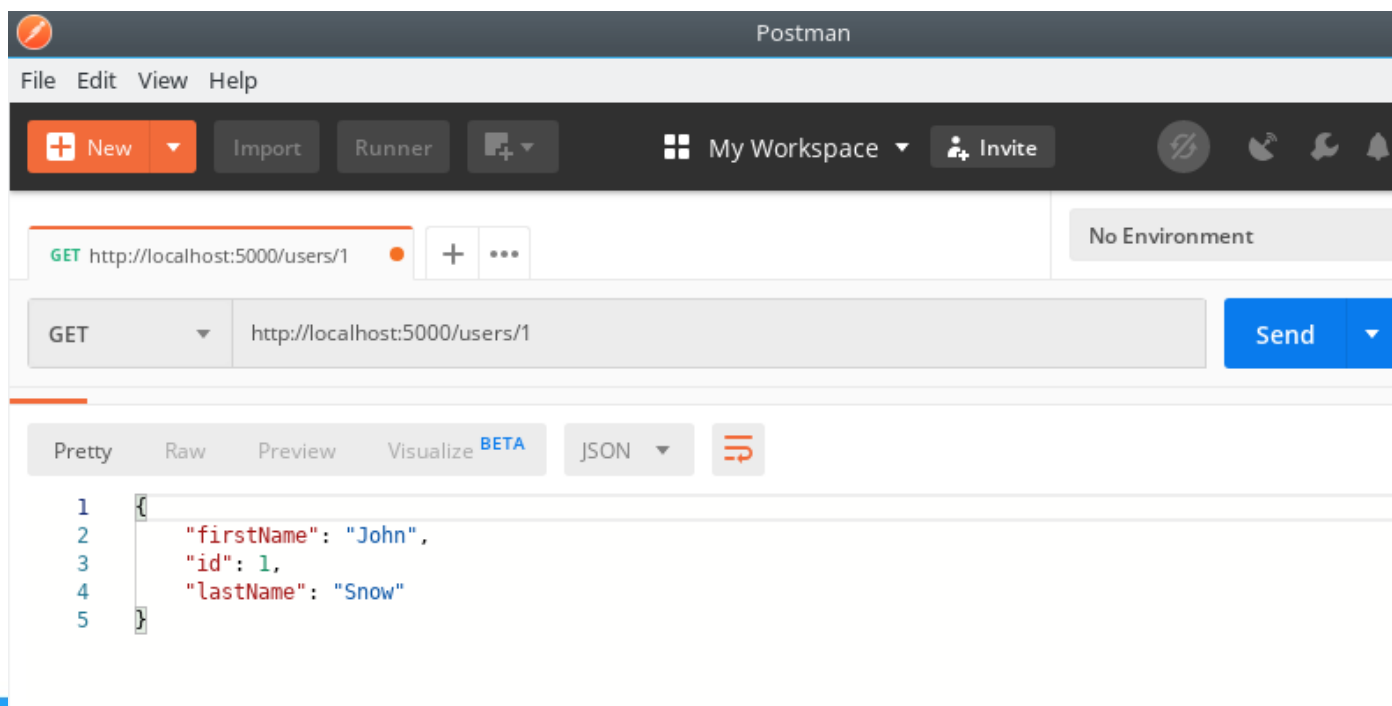 Postman
File Edit View Help
New Import Runner My Workspace Invite
GET http://localhost:5000/users/1 No Environment
GET http://localhost:5000/users/1 Send
Pretty Raw Preview Visualize BETA JSON
1 {
2 "firstName": "John",
3 "id": 1,
4 "lastName": "Snow"
5 }